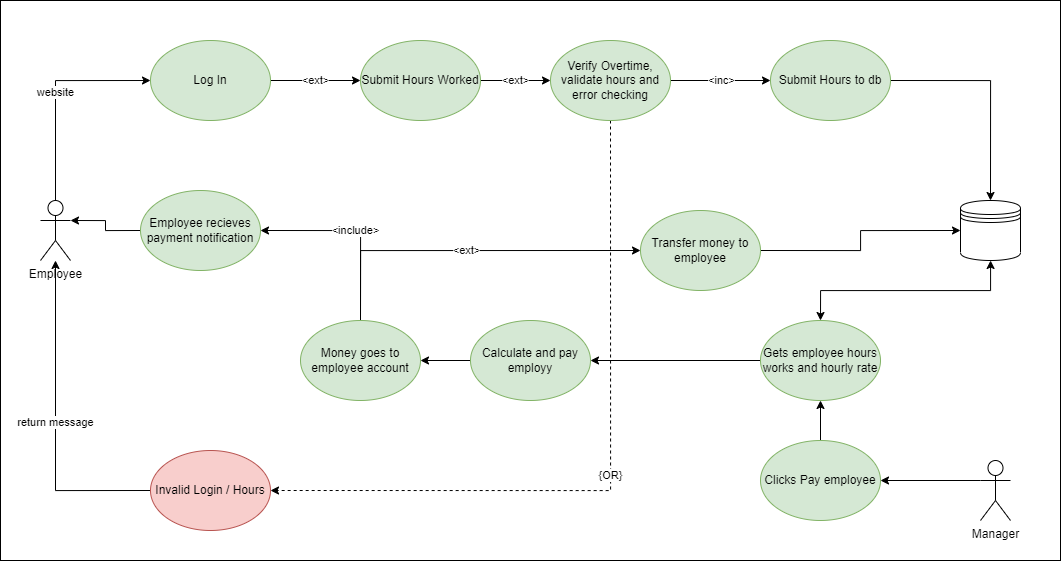 Log In
<ext>
Submit Hours Worked
<ext>
Verify Overtime,
validate hours and
error checking
<inc>
Submit Hours to db
website
Employee recieves
payment notification
<include>
<ext>
Transfer money to
employee
Employee
Money goes to
employee account
Calculate and pay
employy
Gets employee hours
works and hourly rate
return message
Invalid Login / Hours
{OR}
Clicks Pay employee
Manager